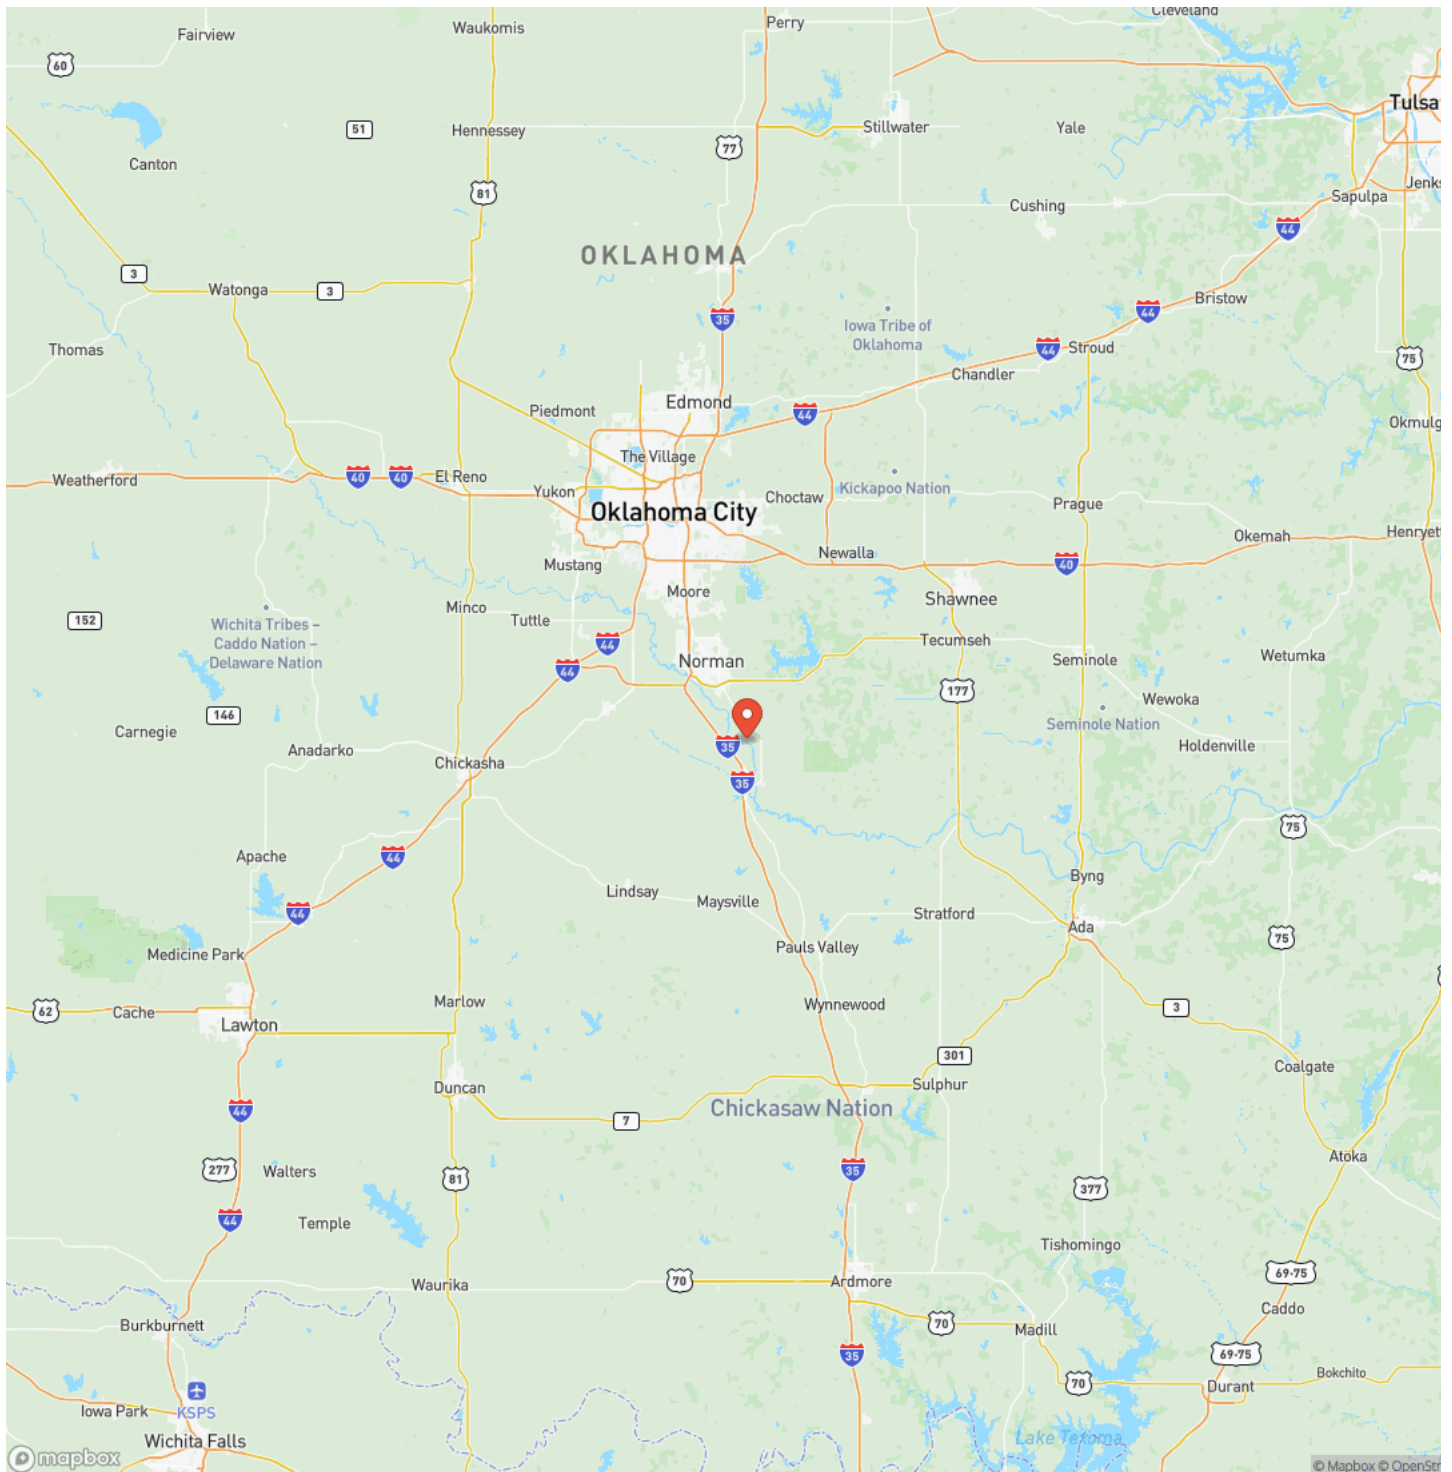 Cleveland
Fairview
Waukomis
Perry
60
Tulsa
51
Hennessey
Stillwater
Yale
77
Canton
81
Jenks
Sapulpa
Cushing
44
OKLAHOMA
3
Watonga
3
Bristow
44
35
Iowa Tribe of
Oklahoma
Thomas
44
Stroud
75
Chandler
Edmond
Piedmont
44
Okmulg
The Village
Weatherford
40
40
El Reno
Yukon
Choctaw
Kickapoo Nation
Prague
Oklahoma City
Okemah
Henryett
Newalla
Mustang
40
Moore
Shawnee
Minco
152
Tuttle
Wichita Tribes –
Caddo Nation –
Delaware Nation
44
Tecumseh
Norman
Seminole
Wetumka
44
177
Wewoka
146
Seminole Nation
Carnegie
Anadarko
35
Holdenville
Chickasha
35
75
44
Apache
Byng
Lindsay
Maysville
44
Stratford
Ada
75
Medicine Park
Pauls Valley
Marlow
Wynnewood
62
Cache
3
Lawton
301
Coalgate
Duncan
Sulphur
44
Chickasaw Nation
7
Atoka
277
Walters
81
35
377
44
Temple
Tishomingo
69-75
Waurika
70
Ardmore
Caddo
Burkburnett
70
Madill
35
69-75
Bokchito
70
Durant
KSPS
Iowa Park
Lake Texoma
Wichita Falls
mapbox
© Mapbox © OpenStr